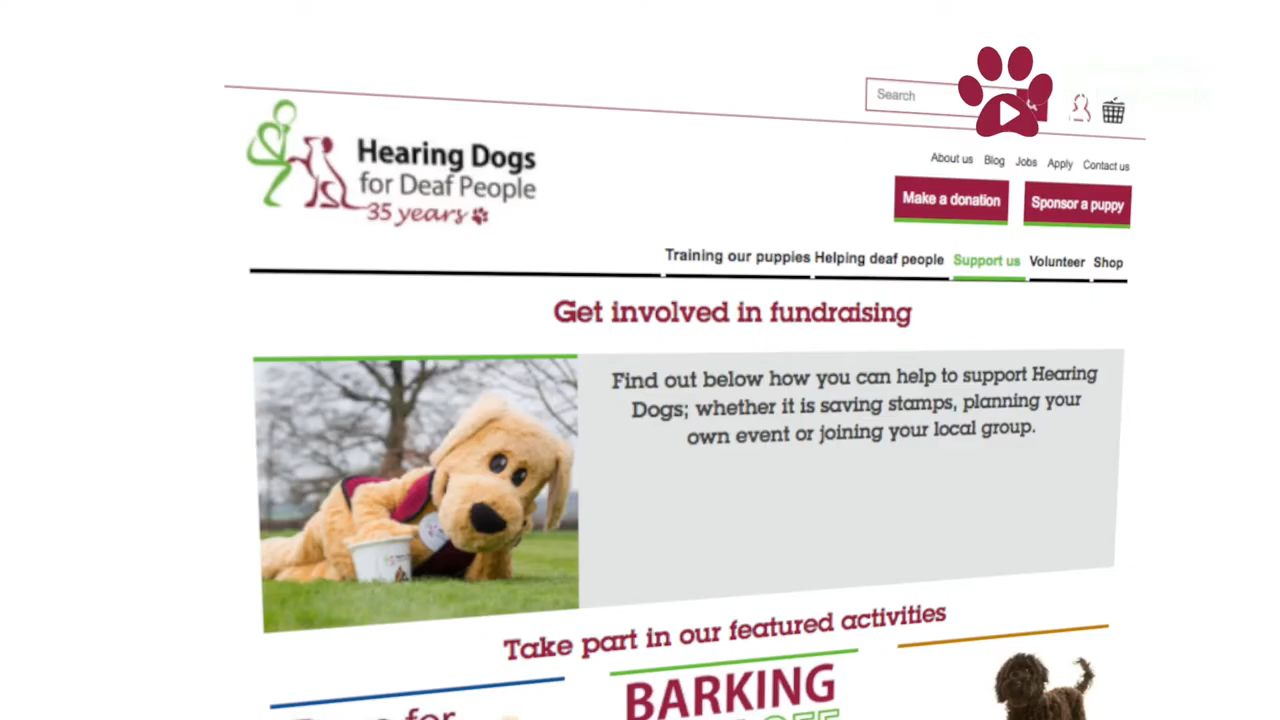 Search
Hearing Dogs
for Deaf People
35 years
About us Blog Jobs Apply Contact us
Make a donation Sponsor a puppy
Training our puppies Helping deaf people Support us Volunteer Shop
Get involved in fundraising
Find out below how you can help to support Hearing
Dogs; whether it is saving stamps, planning your
own event or joining your local group.
Take part in our featured activities
BARKING
for